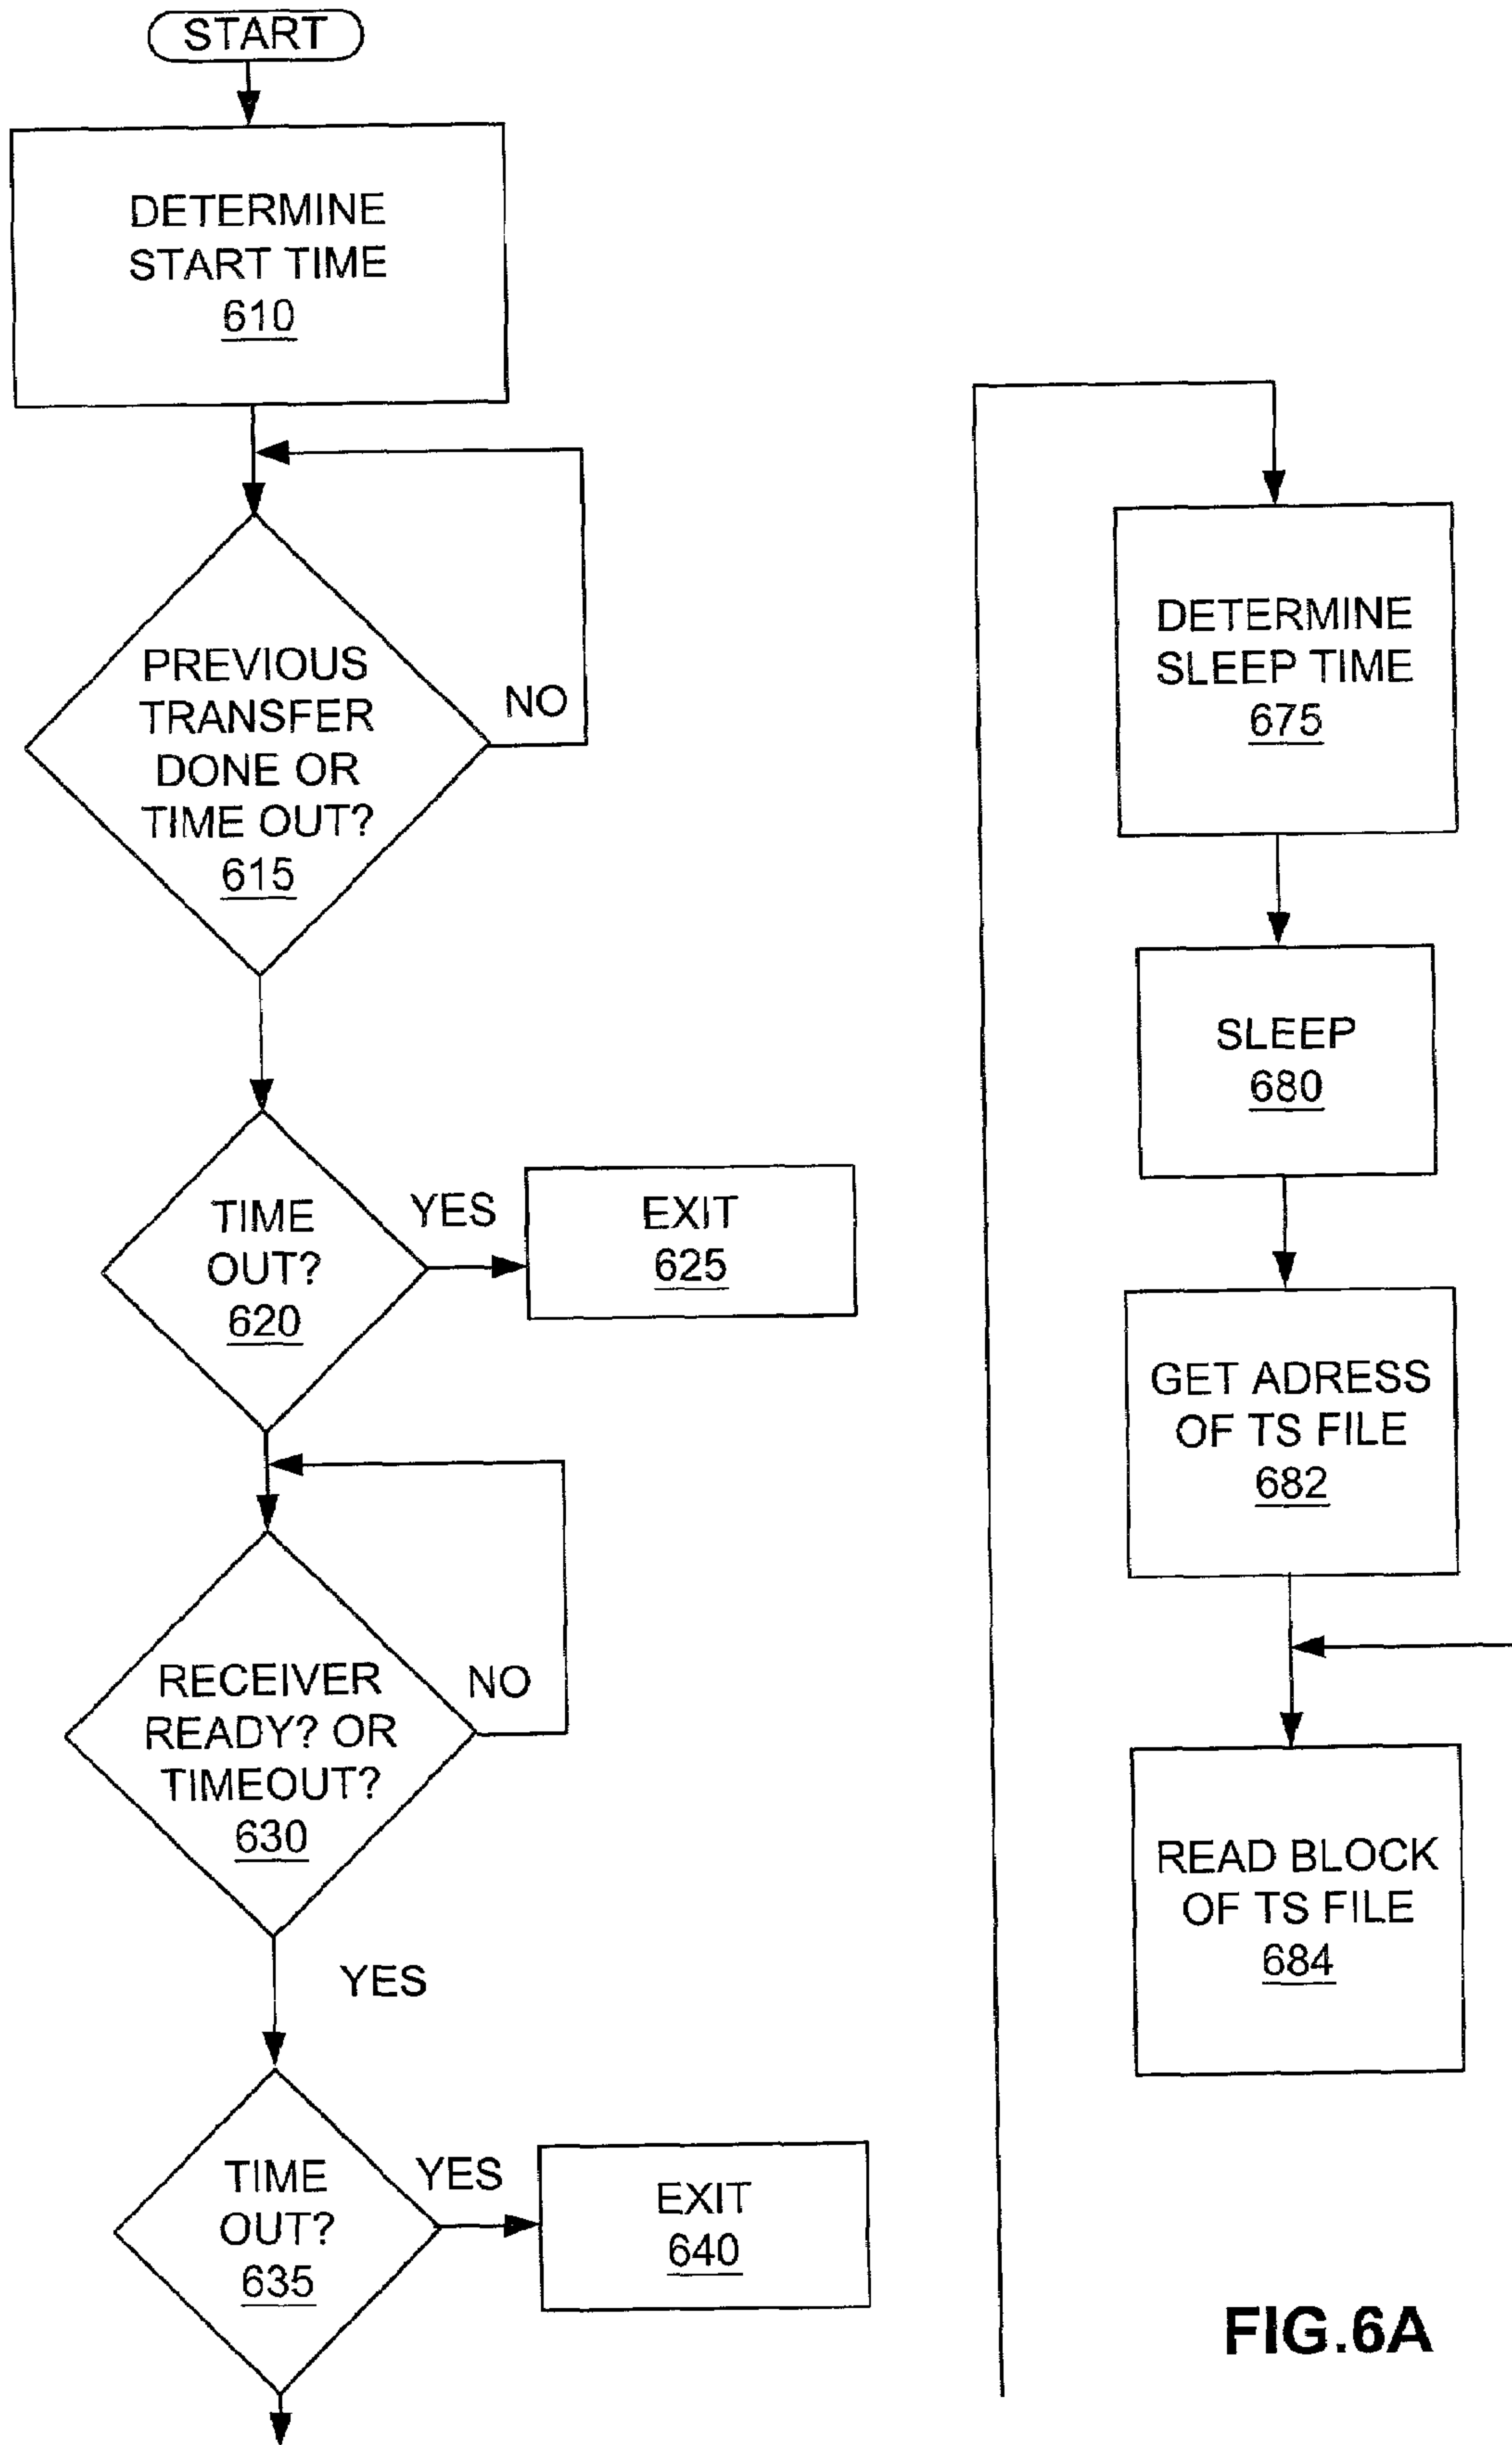 START
DETERMINE
START TIME
610
PREVIOUS
TRANSFER
DONE OR
TIME OUT?
615
NO
TIME
OUT?
620
YES
EXIT
625
RECEIVER
READY? OR
TIMEOUT?
630
NO
YES
TIME
OUT?
635
YES
EXIT
640
DETERMINE
SLEEP TIME
675
SLEEP
680
GET ADRESS
OF TS FILE
682
READ BLOCK
OF TS FILE
684
FIG.6A